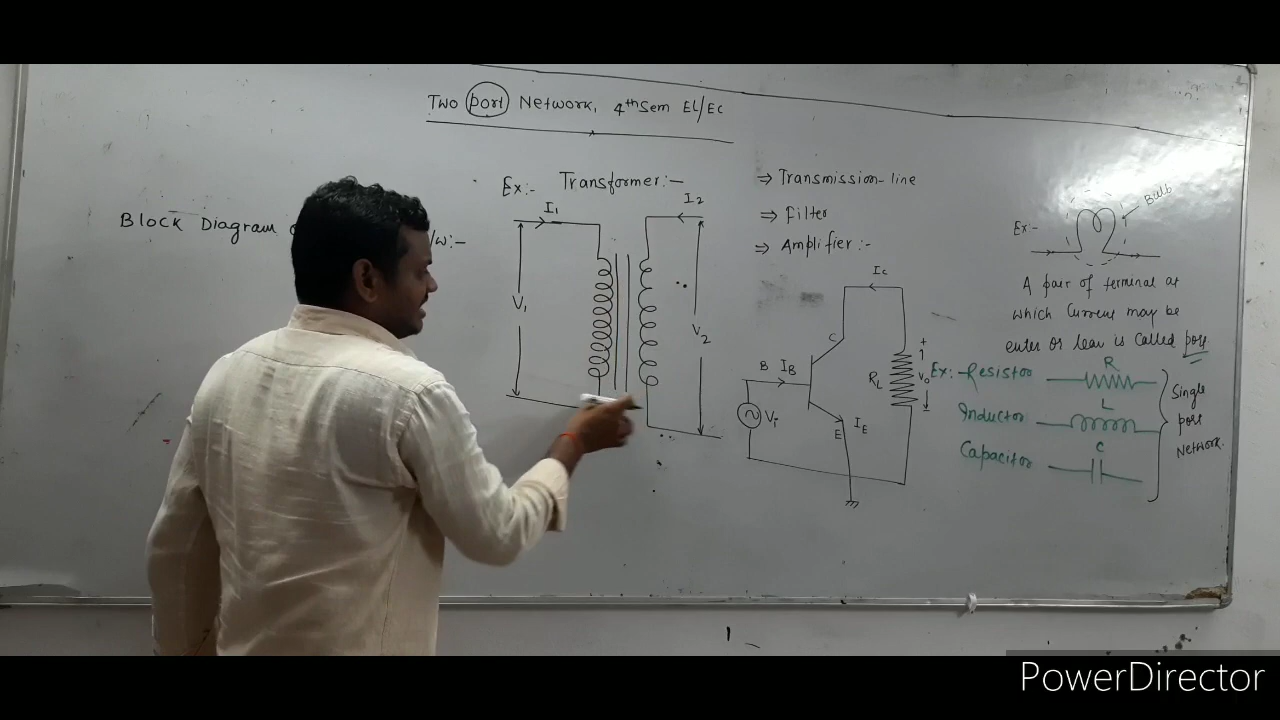 Two port Network, 4th Sem EL/EC
Block Diagram
/W:-
Ex:- Transformer:-
I1
I2
V1
V2
⇒ Transmission-line
⇒ Filter
⇒ Amplifier:-
Ic
C
B IB
Vi
E IE
RL
+
Vo
-
Ex:-
Bulb
A pair of terminal at
which Current may be
enter or leav is called port.
Ex:- Resistor R
Inductor L
Capacitor C
Single
port
Network.
PowerDirector